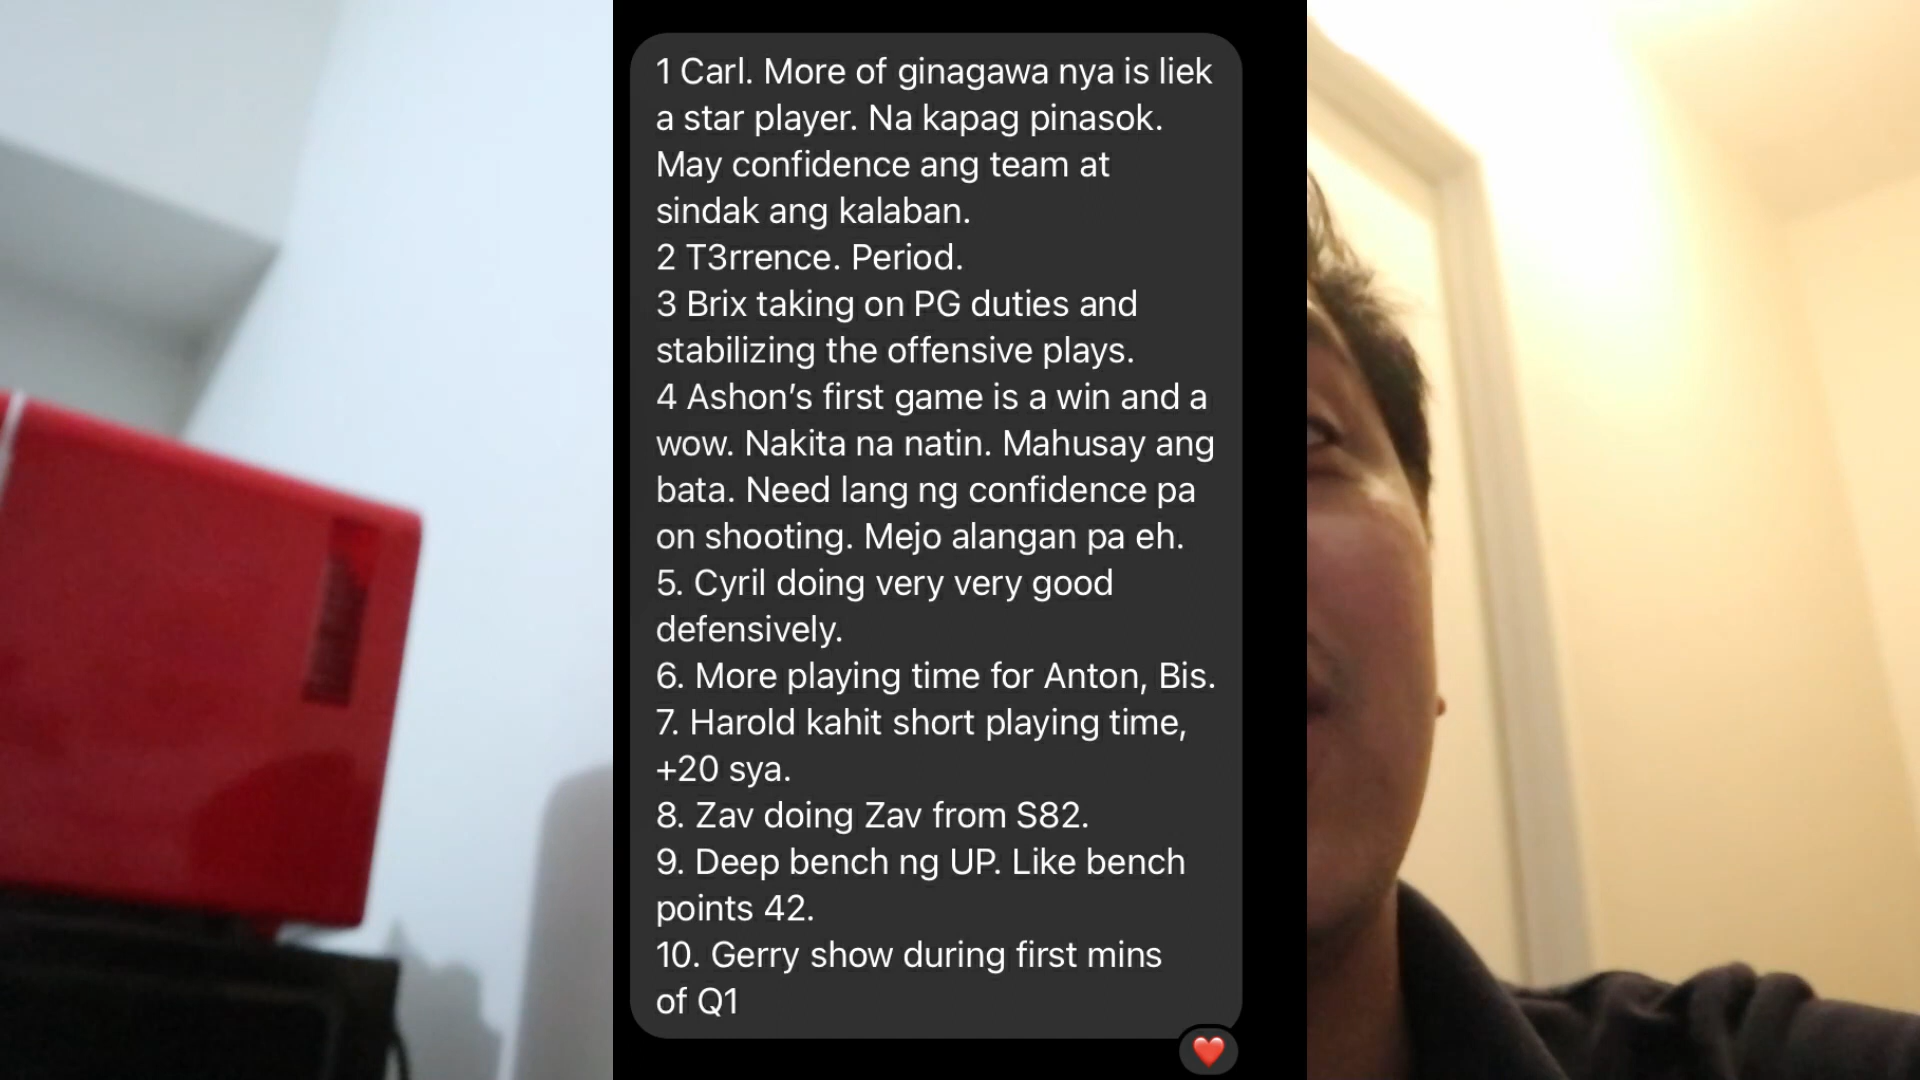 1 Carl. More of ginagawa nya is liek
a star player. Na kapag pinasok.
May confidence ang team at
sindak ang kalaban.
2 T3rrence. Period.
3 Brix taking on PG duties and
stabilizing the offensive plays.
4 Ashon’s first game is a win and a
wow. Nakita na natin. Mahusay ang
bata. Need lang ng confidence pa
on shooting. Mejo alangan pa eh.
5. Cyril doing very very good
defensively.
6. More playing time for Anton, Bis.
7. Harold kahit short playing time,
+20 sya.
8. Zav doing Zav from S82.
9. Deep bench ng UP. Like bench
points 42.
10. Gerry show during first mins
of Q1